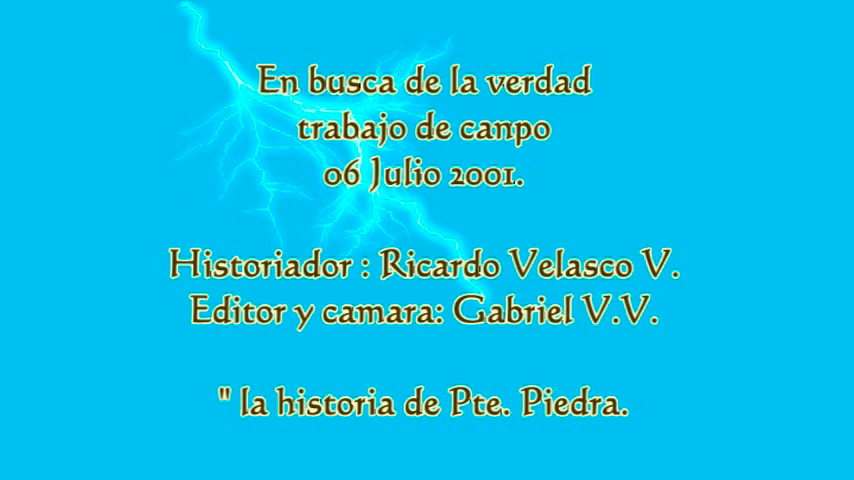 En busca de la verdad
trabajo de canpo
06 Julio 2001.
Historiador : Ricardo Velasco V.
Editor y camara: Gabriel V.V.
" la historia de Pte. Piedra.